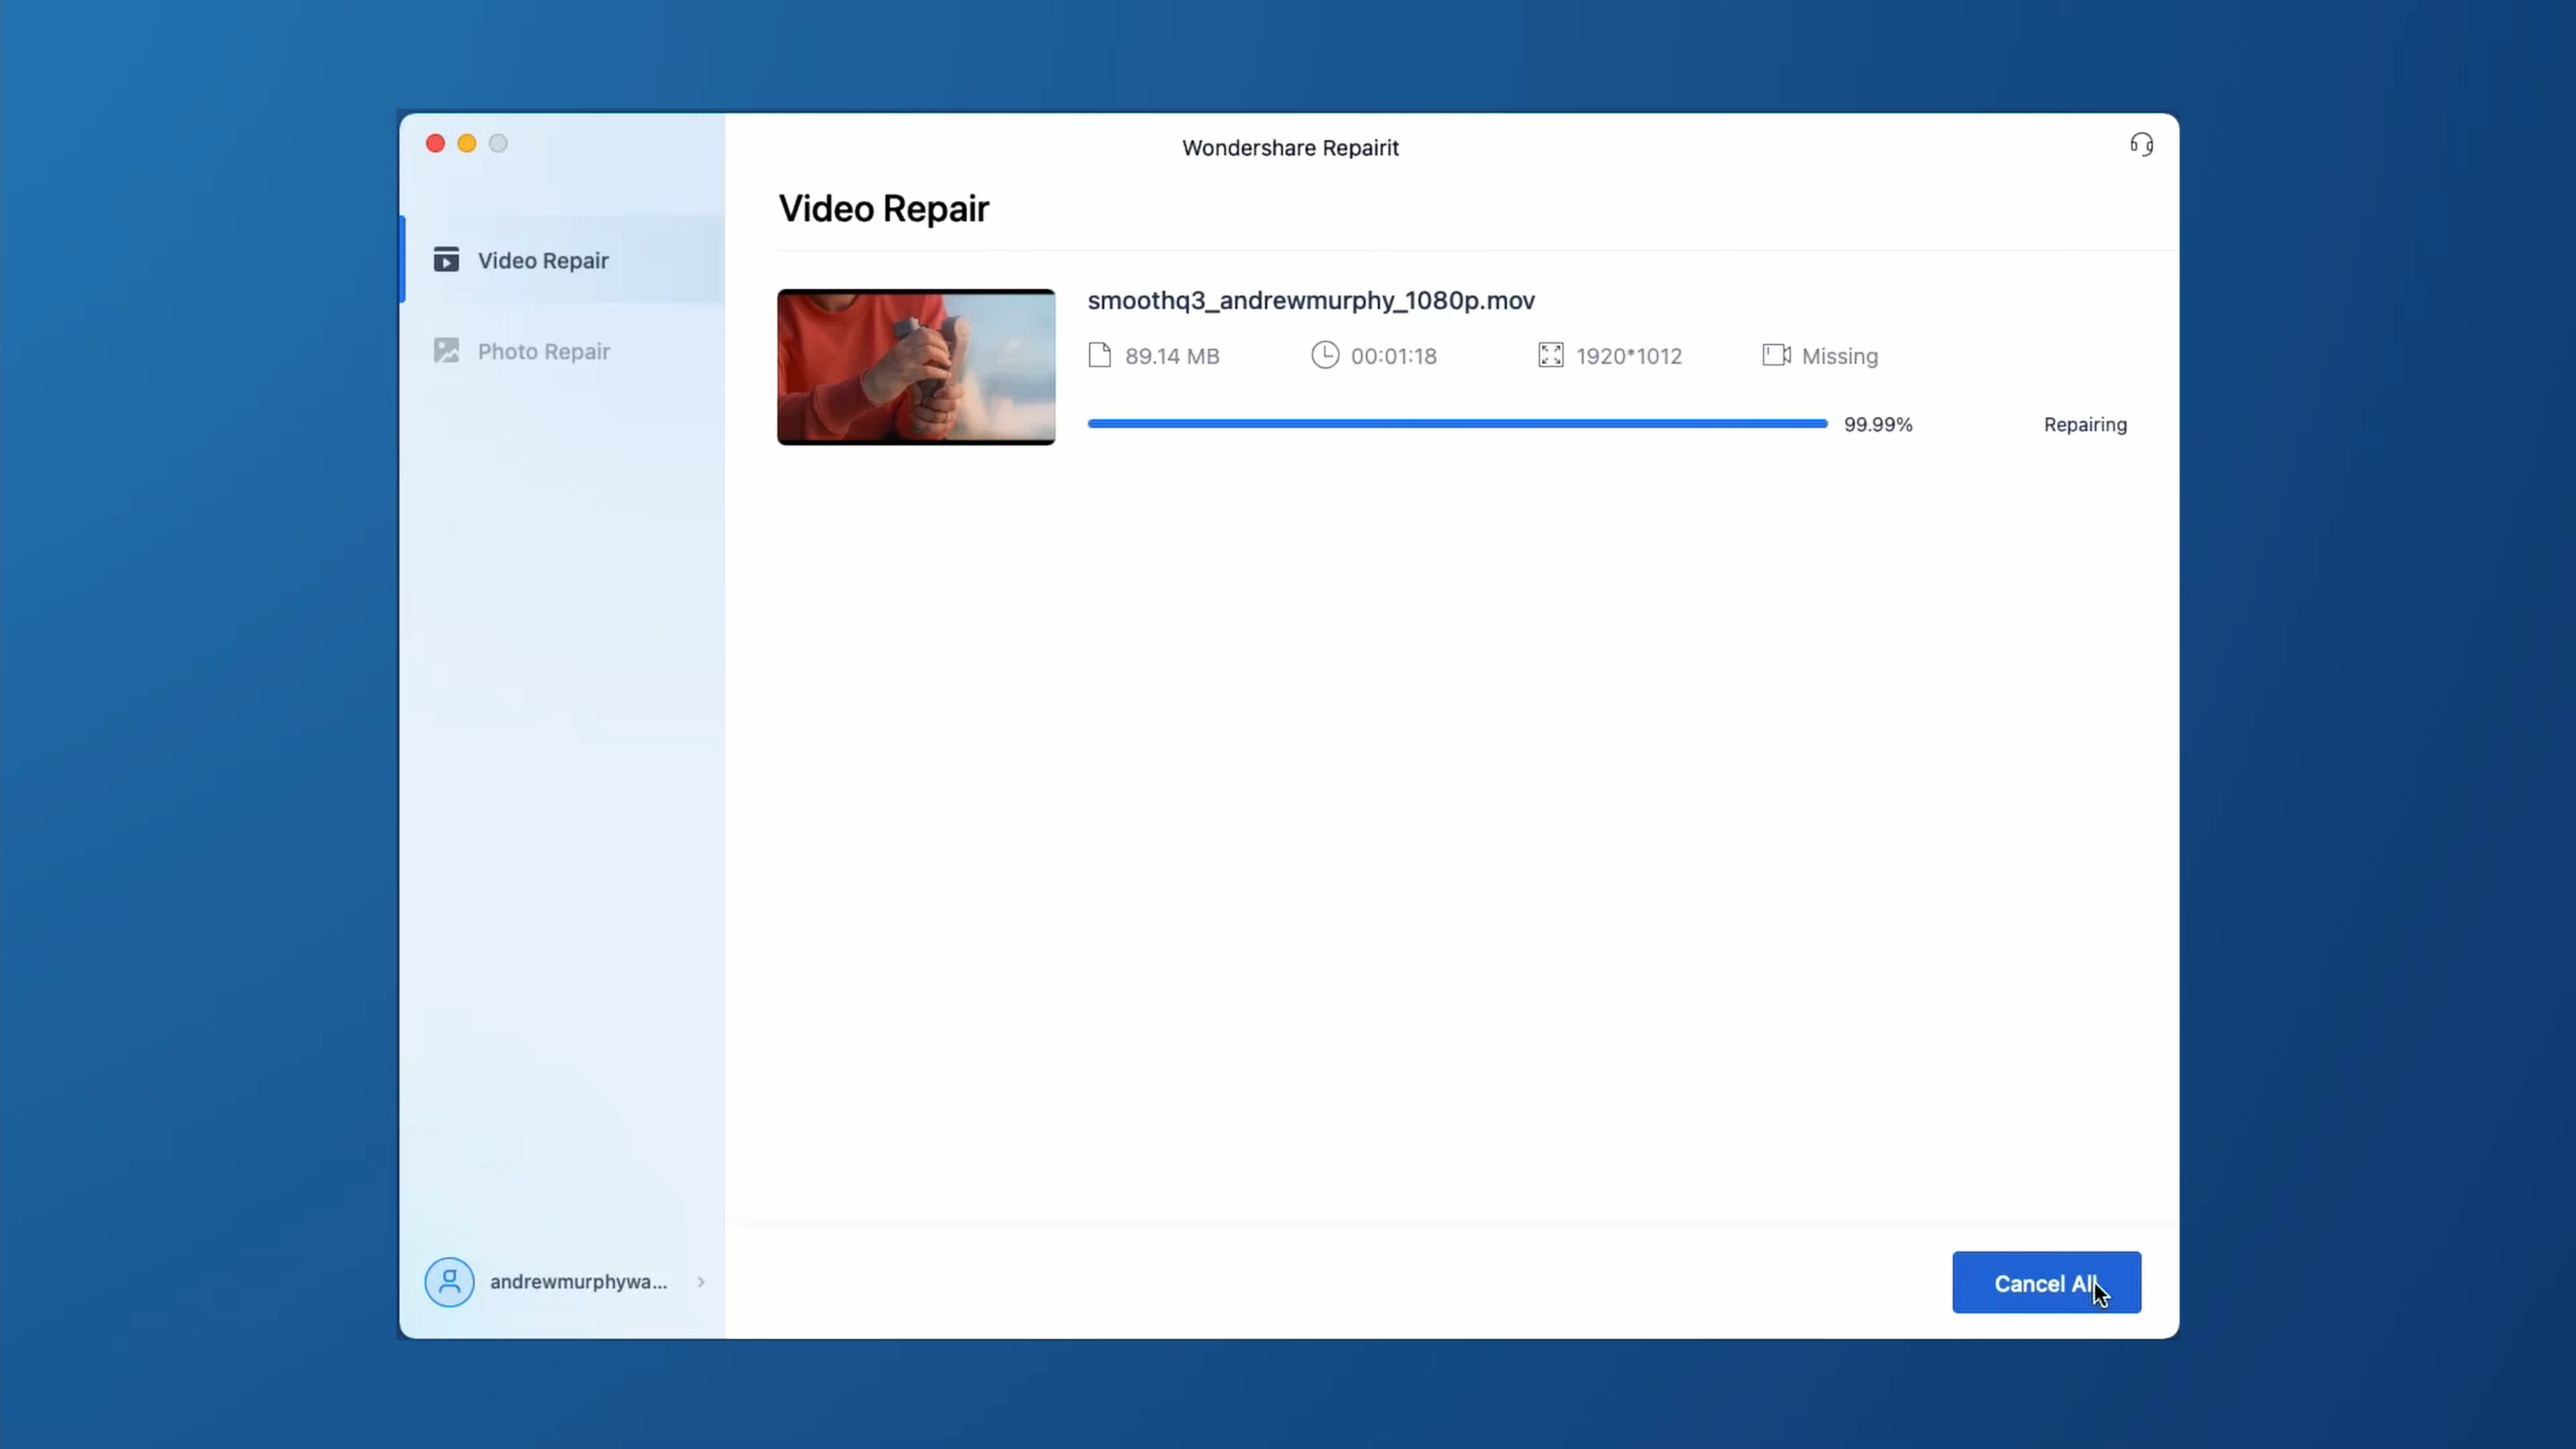 Wondershare Repairit
Video Repair
Video Repair
Photo Repair
smoothq3_andrewmurphy_1080p.mov
89.14 MB
00:01:18
1920*1012
Missing
99.99%
Repairing
andrewmurphywa...
Cancel All